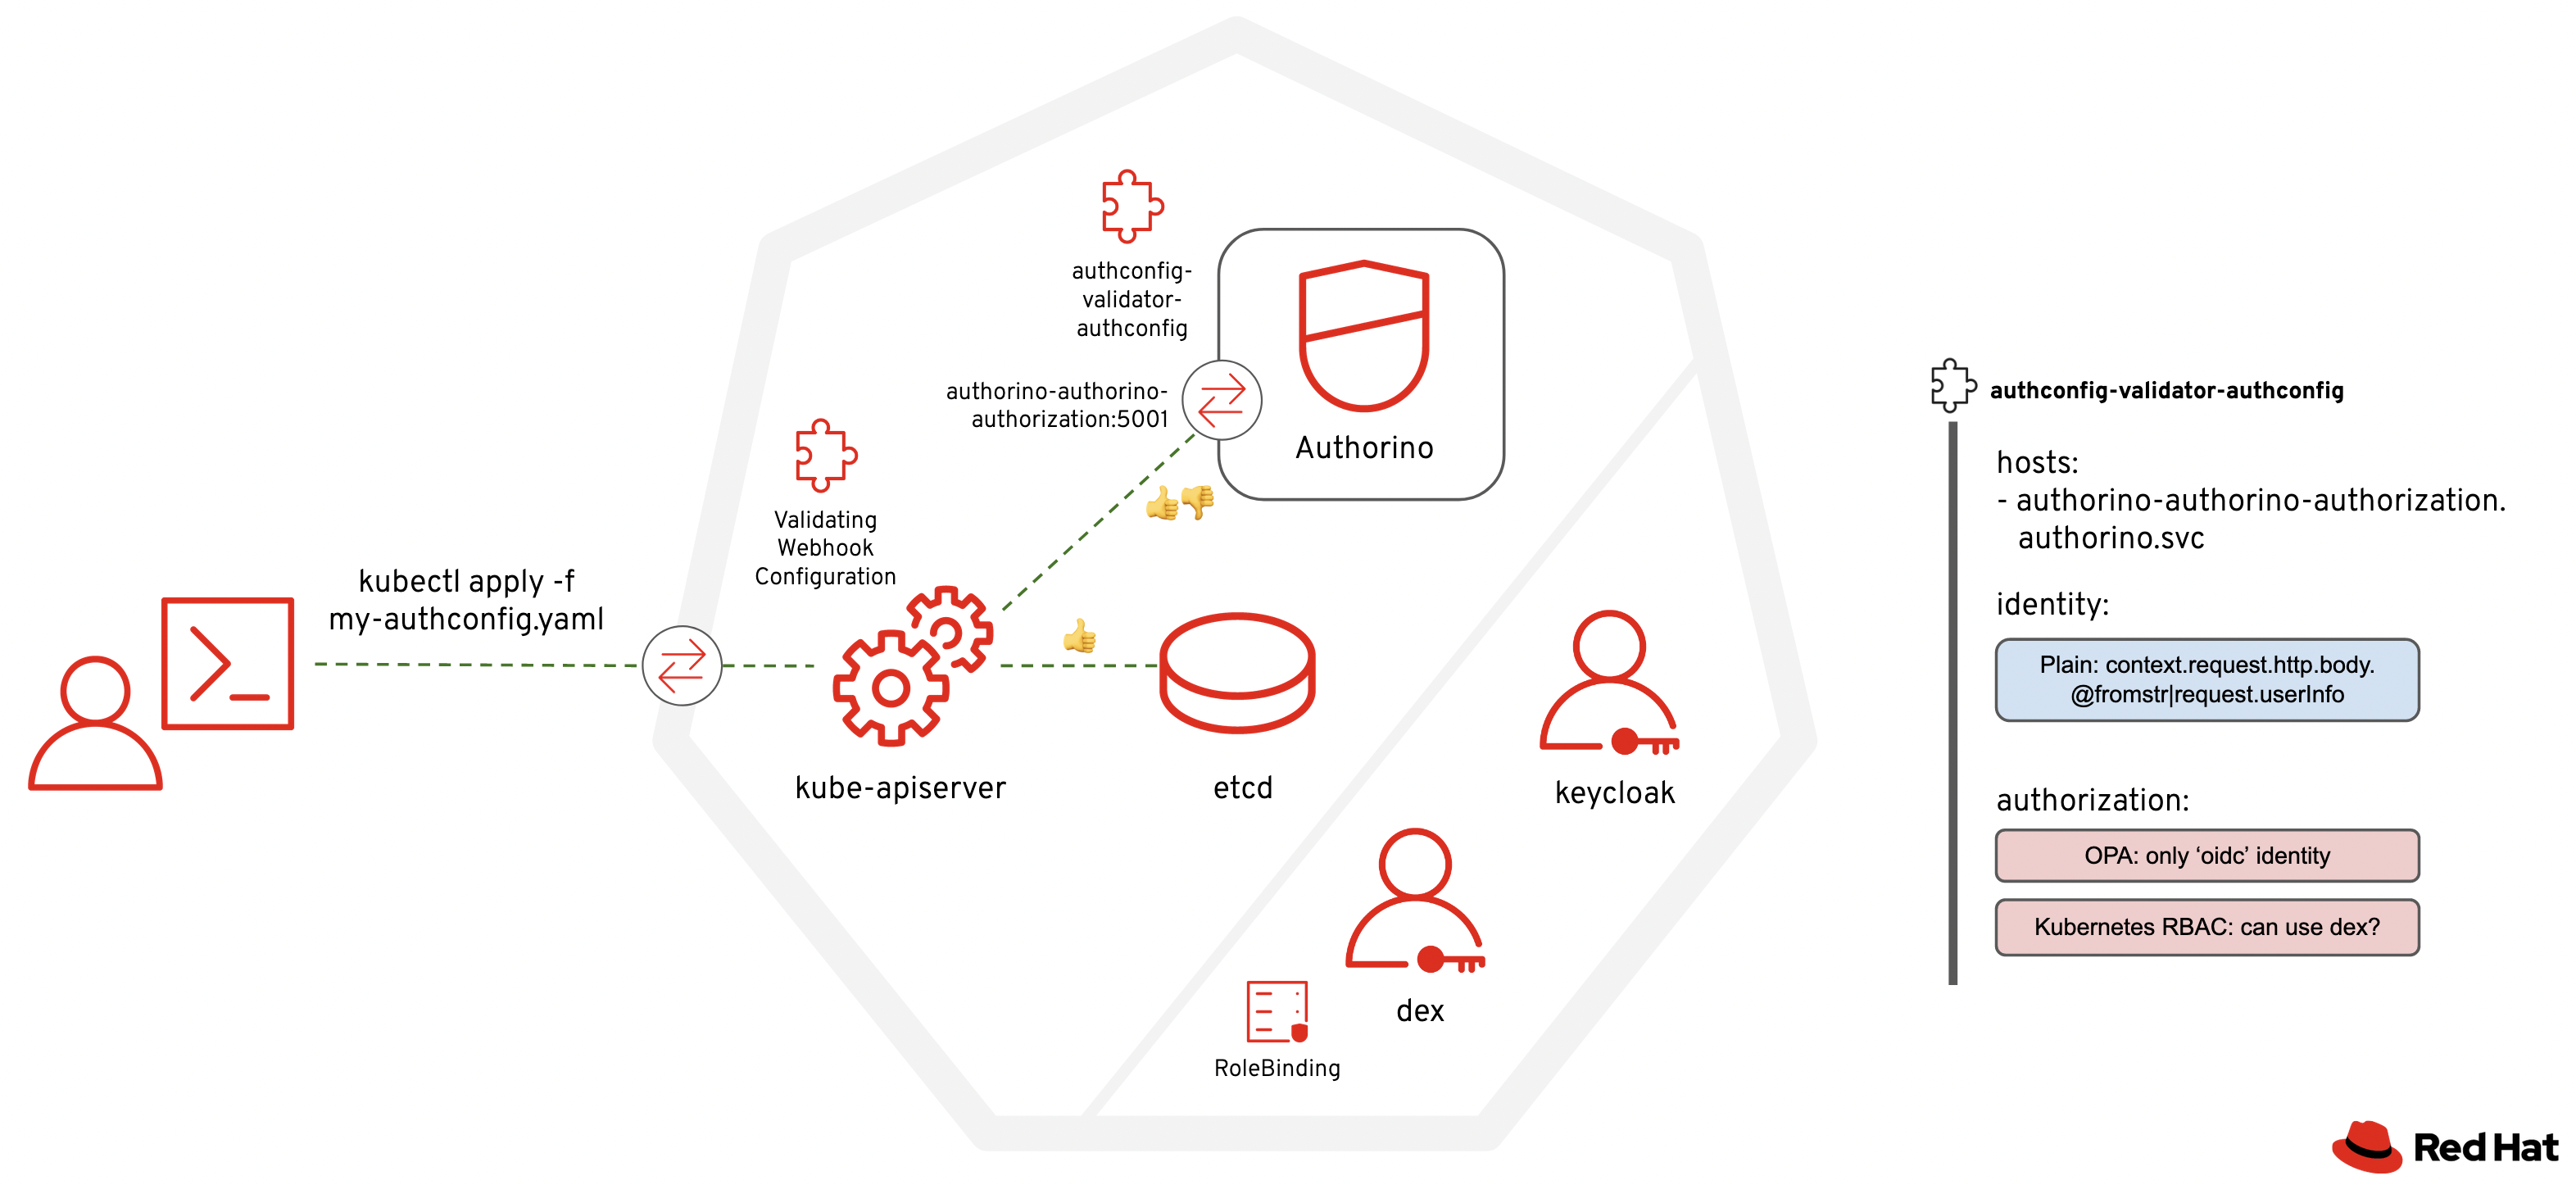 authconfig-
validator-
authconfig
authorino-authorino-
authorization:5001
Authorino
Validating
Webhook
Configuration
kubectl apply -f
my-authconfig.yaml
kube-apiserver
etcd
keycloak
dex
RoleBinding
authconfig-validator-authconfig
hosts:
- authorino-authorino-authorization.
authorino.svc
identity:
Plain: context.request.http.body.
@fromstr|request.userInfo
authorization:
OPA: only ‘oidc’ identity
Kubernetes RBAC: can use dex?
Red Hat